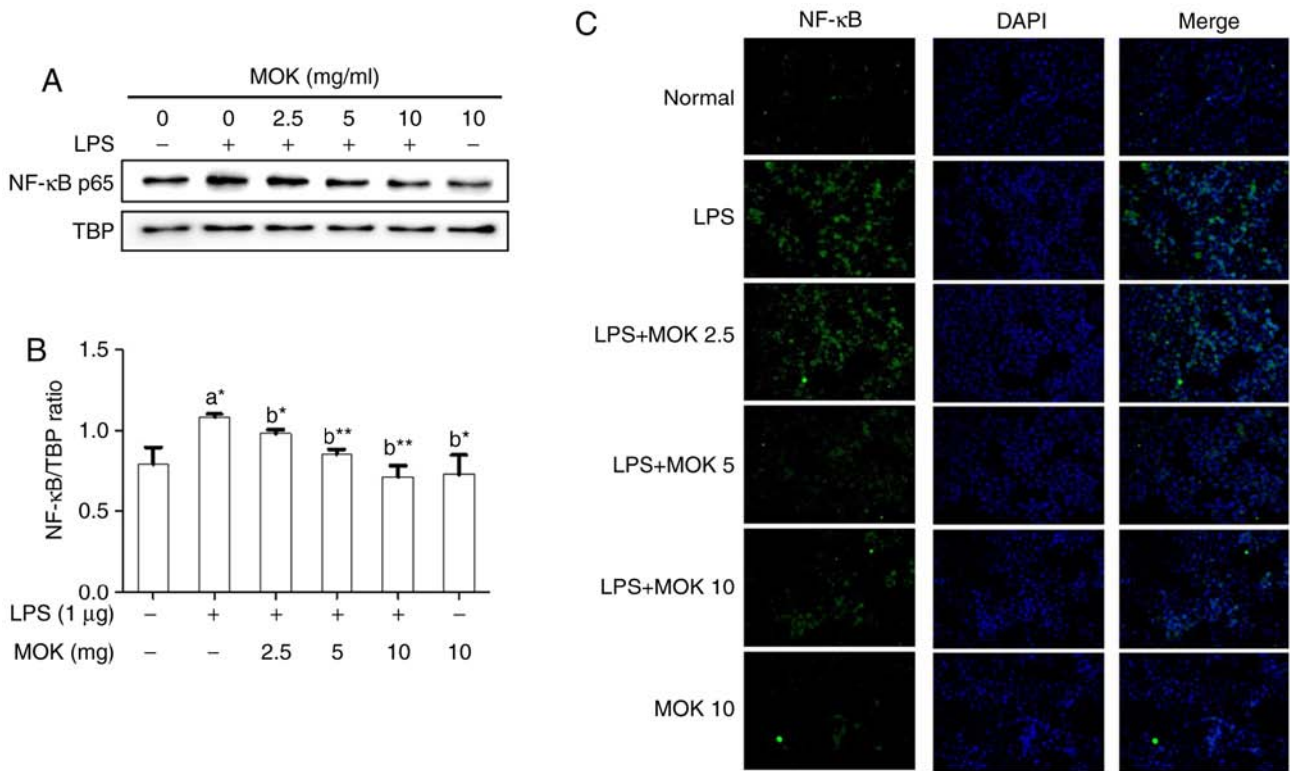 A
MOK (mg/ml)
0 0 2.5 5 10 10
LPS − + + + + −
NF-κB p65
TBP
B
NF-κB/TBP ratio
1.5
1.0
0.5
0.0
a* b* b** b** b*
LPS (1 μg) − + + + + −
MOK (mg) − − 2.5 5 10 10
C
NF-κB DAPI Merge
Normal
LPS
LPS+MOK 2.5
LPS+MOK 5
LPS+MOK 10
MOK 10